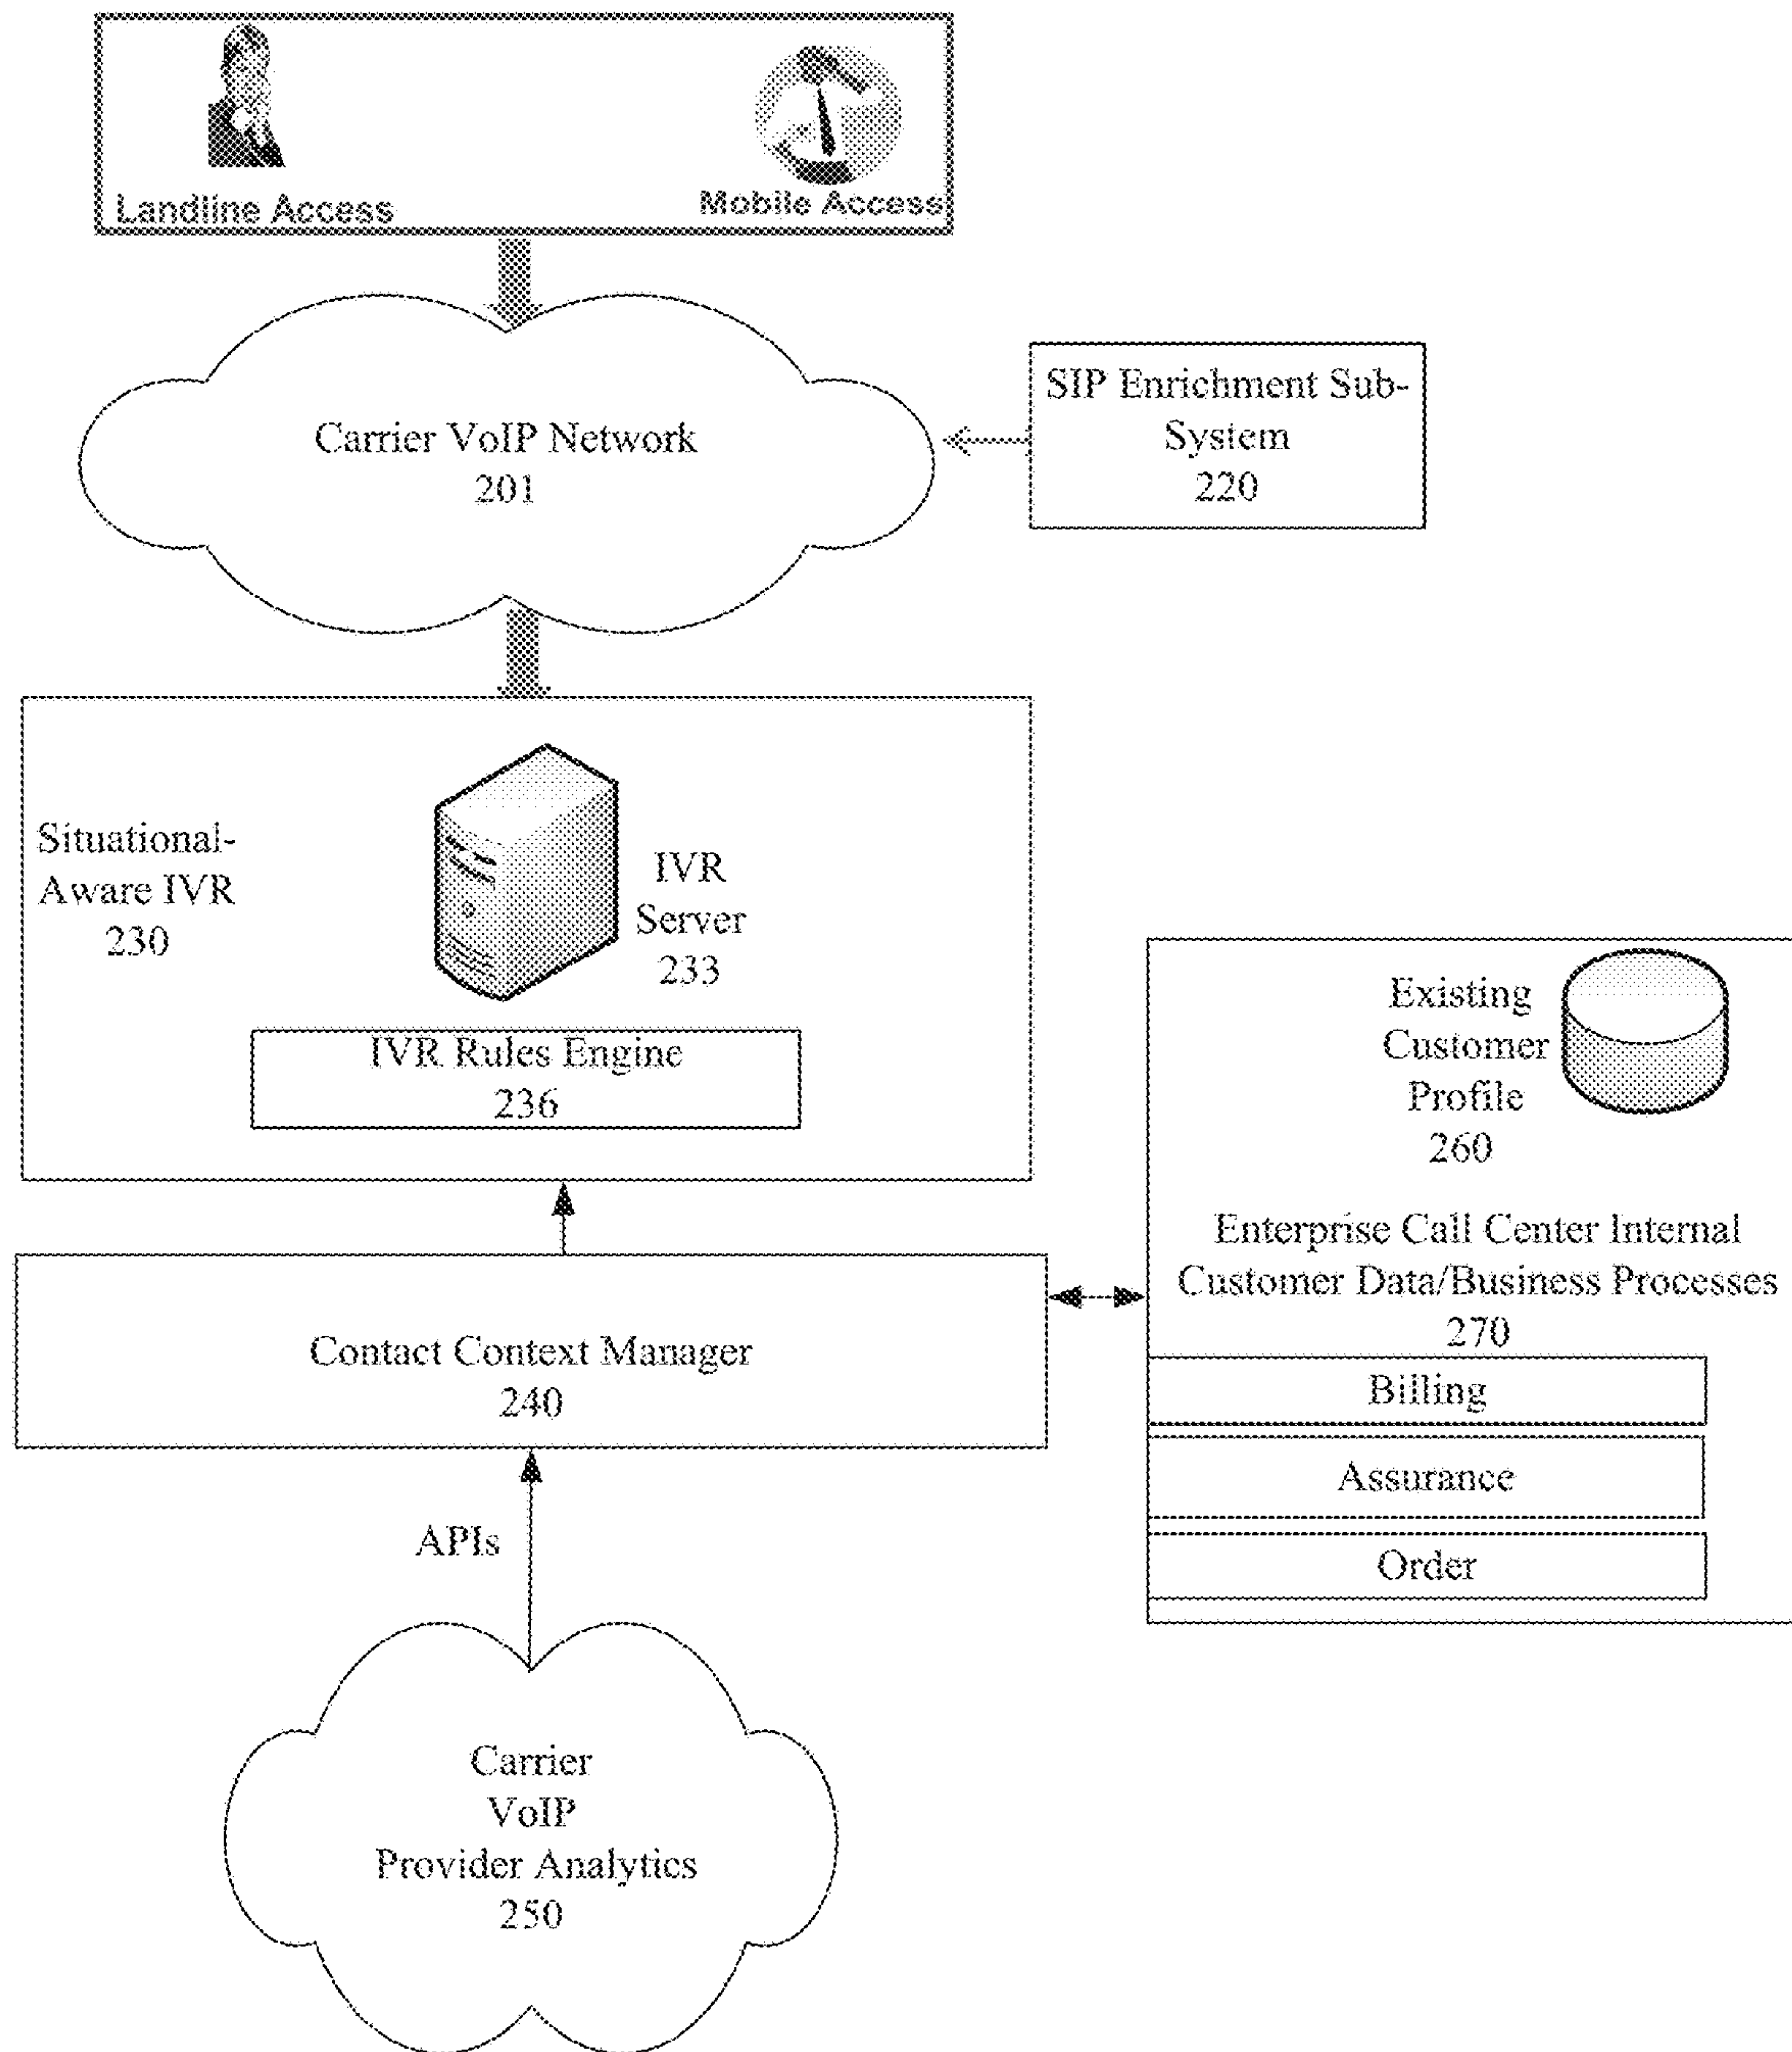 Landline Access
Mobile Access
Carrier VoIP Network
201
SIP Enrichment Sub-
System
220
Situational-
Aware IVR
230
IVR
Server
233
IVR Rules Engine
236
Existing
Customer
Profile
260
Enterprise Call Center Internal
Customer Data/Business Processes
270
Billing
Assurance
Order
Contact Context Manager
240
APIs
Carrier
VoIP
Provider Analytics
250